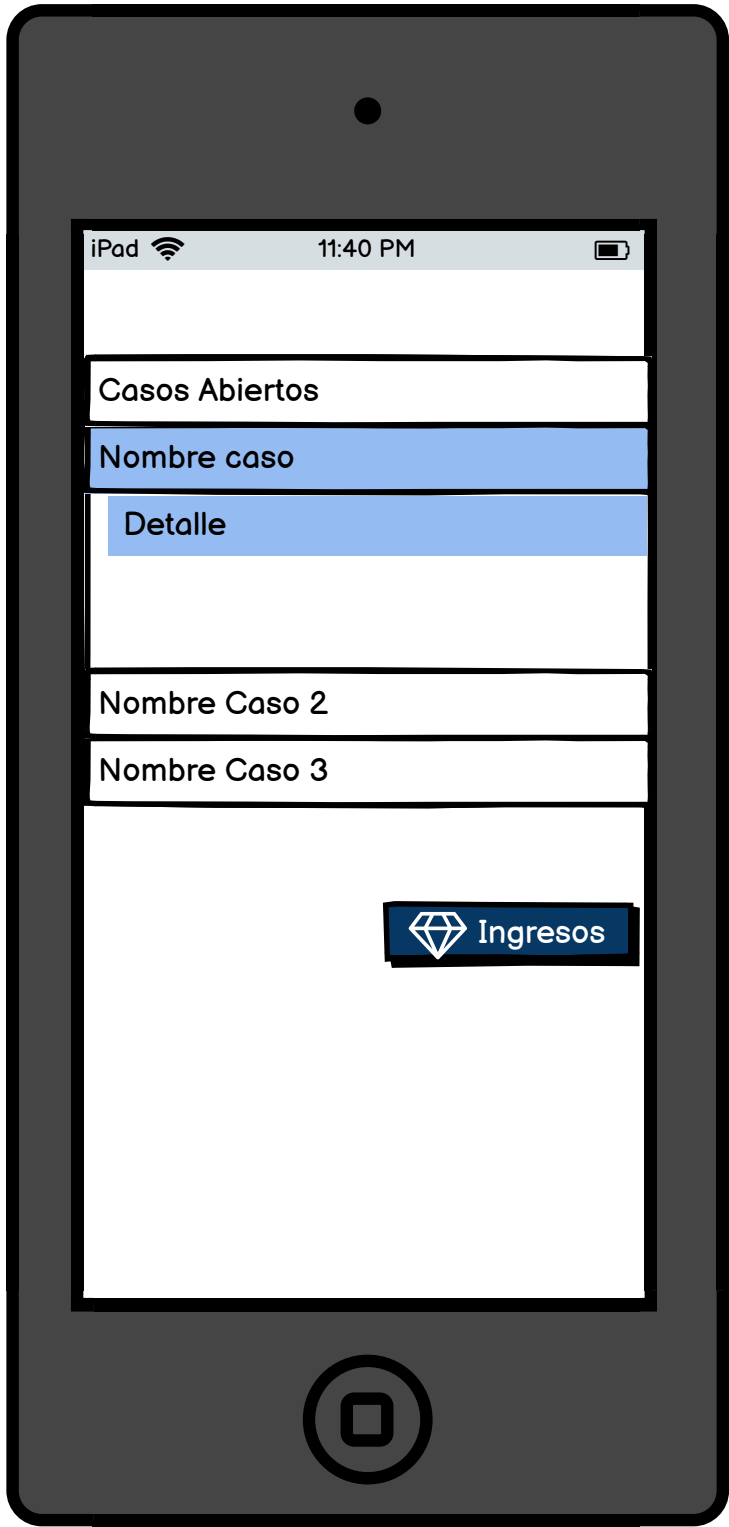 iPad 11:40 PM
Casos Abiertos
Nombre caso
Detalle
Nombre Caso 2
Nombre Caso 3
Ingresos